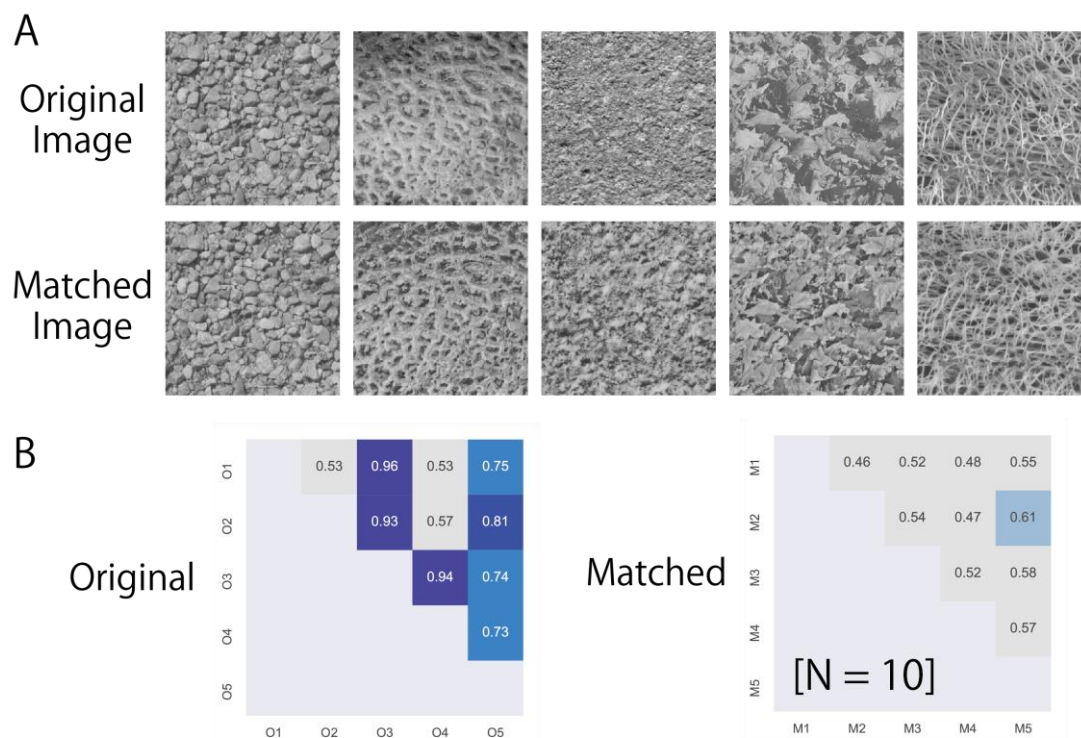 A
Original
Image
Matched
Image
B
Original
O1 0.53 0.96 0.53 0.75
O2 0.93 0.57 0.81
O3 0.94 0.74
O4 0.73
O5
O1 O2 O3 O4 O5
Matched
M1 0.46 0.52 0.48 0.55
M2 0.54 0.47 0.61
M3 0.52 0.58
M4 0.57
M5 [N = 10]
M1 M2 M3 M4 M5